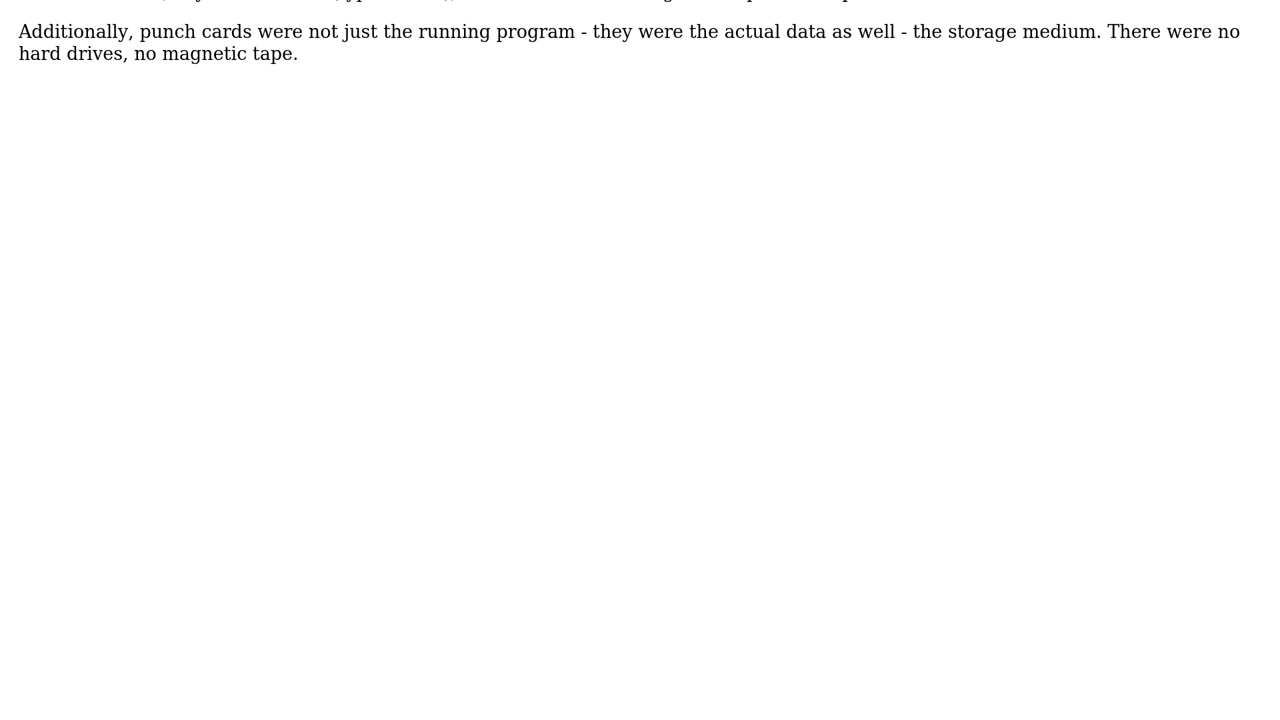 Additionally, punch cards were not just the running program - they were the actual data as well - the storage medium. There were no
hard drives, no magnetic tape.